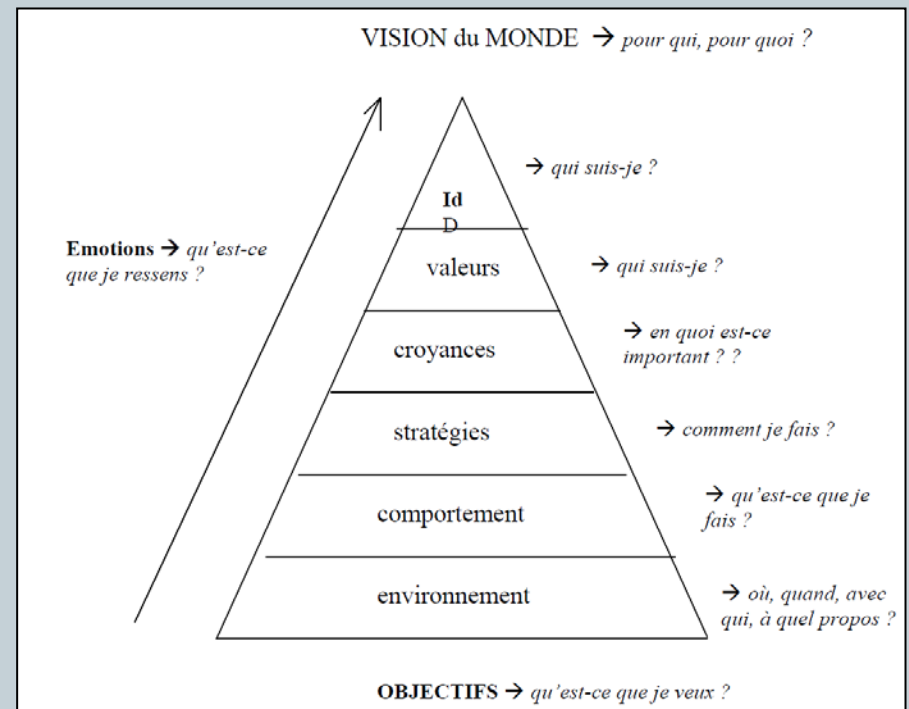 VISION du MONDE → pour qui, pour quoi ?
→ qui suis-je ?
Id
D
Emotions → qu'est-ce
que je ressens ?
valeurs
→ qui suis-je ?
croyances
→ en quoi est-ce
important ? ?
stratégies
→ comment je fais ?
comportement
→ qu'est-ce que je
fais ?
environnement
→ où, quand, avec
qui, à quel propos ?
OBJECTIFS → qu'est-ce que je veux ?